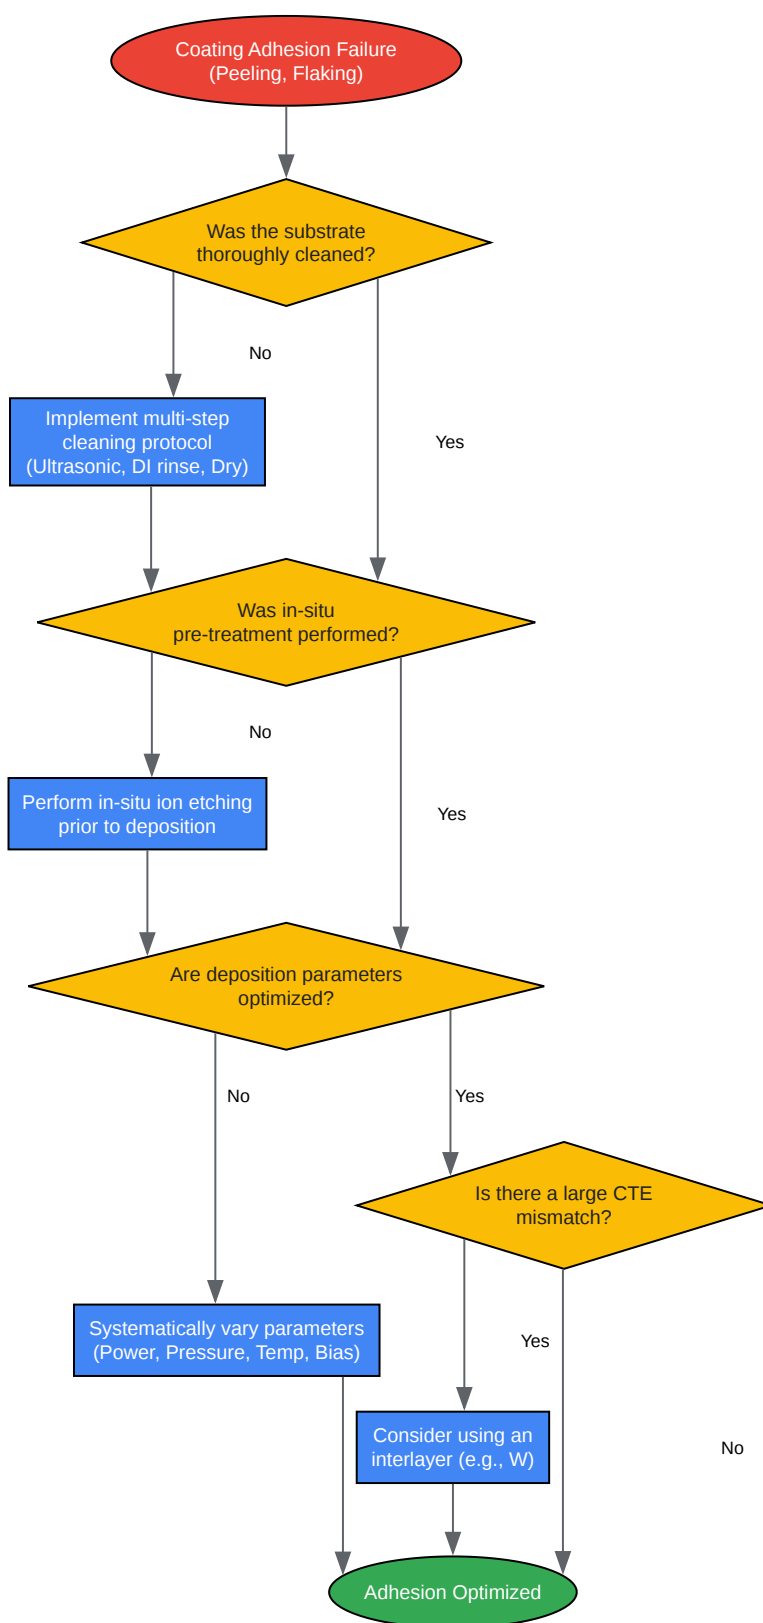 Coating Adhesion Failure
(Peeling, Flaking)
Was the substrate
thoroughly cleaned?
No
Implement multi-step
cleaning protocol
(Ultrasonic, DI rinse, Dry)
Yes
Was in-situ
pre-treatment performed?
No
Perform in-situ ion etching
prior to deposition
Yes
Are deposition parameters
optimized?
No
Yes
Is there a large CTE
mismatch?
Systematically vary parameters
(Power, Pressure, Temp, Bias)
Yes
Consider using an
interlayer (e.g., W)
No
Adhesion Optimized